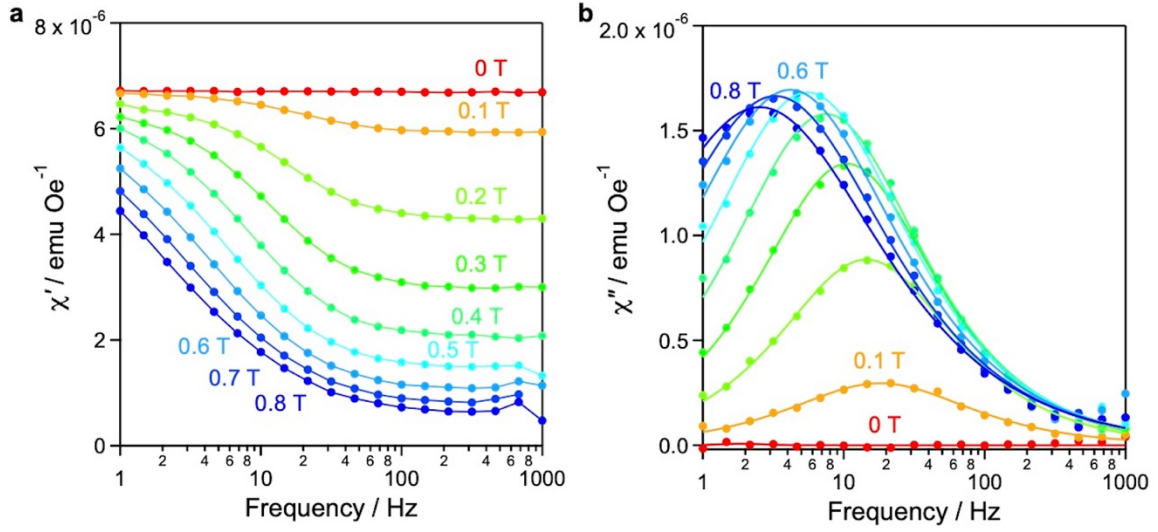 a
8 x 10⁻⁶
6
4
2
0
χ′ / emu Oe⁻¹
0 T
0.1 T
0.2 T
0.3 T
0.4 T
0.5 T
0.6 T
0.7 T
0.8 T
1 2 4 6 8 10 2 4 6 8 100 2 4 6 8 1000
Frequency / Hz
b
2.0 x 10⁻⁶
1.5
1.0
0.5
0.0
χ″ / emu Oe⁻¹
0.6 T
0.8 T
0.1 T
0 T
1 2 4 6 8 10 2 4 6 8 100 2 4 6 8 1000
Frequency / Hz